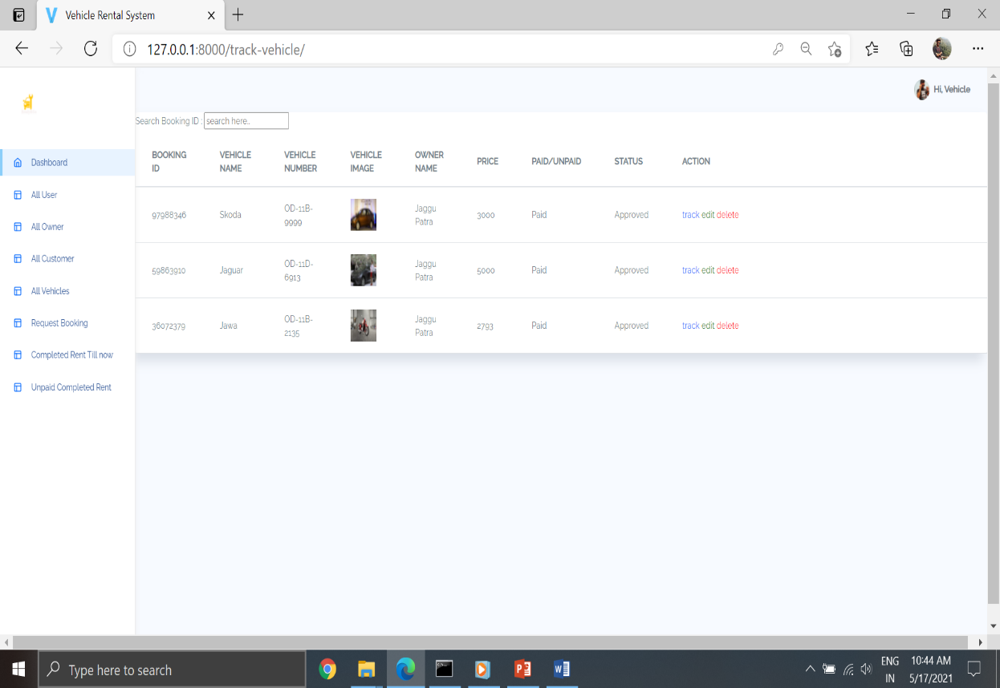 Vehicle Rental System
127.0.0.1:8000/track-vehicle/
Hi, Vehicle
Dashboard
All User
All Owner
All Customer
All Vehicles
Request Booking
Completed Rent Till now
Unpaid Completed Rent
Search Booking ID : search here..
BOOKING ID VEHICLE NAME VEHICLE NUMBER VEHICLE IMAGE OWNER NAME PRICE PAID/UNPAID STATUS ACTION
97988346 Skoda OD-11B-9999 Jaggu Patra 3000 Paid Approved track edit delete
59863910 Jaguar OD-11D-6913 Jaggu Patra 5000 Paid Approved track edit delete
36072379 Jawa OD-11B-2135 Jaggu Patra 2793 Paid Approved track edit delete
Type here to search
ENG
IN
10:44 AM
5/17/2021